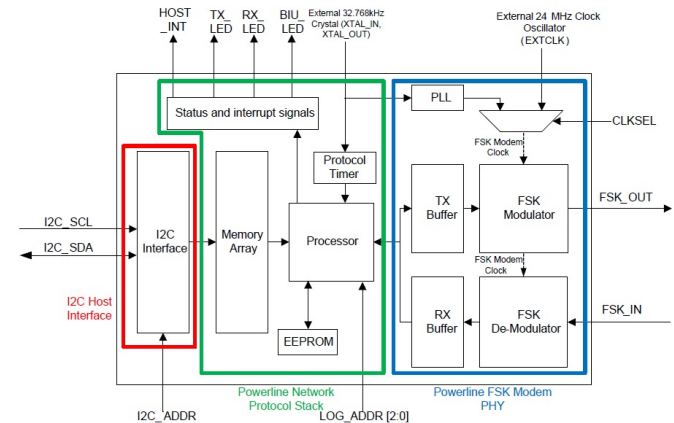 HOST
_INT
TX_
LED
RX_
LED
BIU_
LED
External 32.768kHz
Crystal (XTAL_IN,
XTAL_OUT)
External 24 MHz Clock
Oscillator
(EXTCLK)
Status and interrupt signals
PLL
CLKSEL
FSK Modem
Clock
Protocol
Timer
I2C_SCL
I2C_SDA
I2C
Interface
Memory
Array
Processor
TX
Buffer
FSK
Modulator
FSK_OUT
FSK Modem
Clock
I2C Host
Interface
EEPROM
RX
Buffer
FSK
De-Modulator
FSK_IN
Powerline Network
Protocol Stack
Powerline FSK Modem
PHY
I2C_ADDR
LOG_ADDR [2:0]